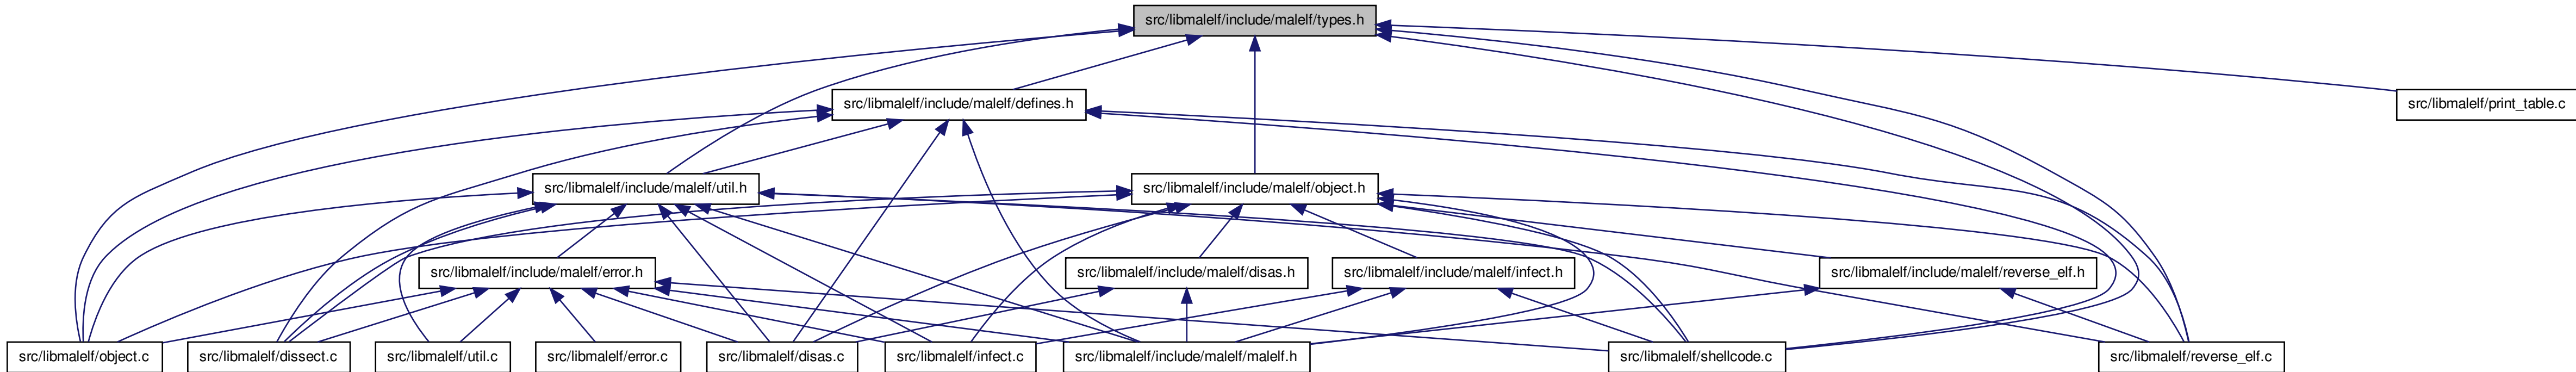 src/libmalelf/include/malelf/types.h
src/libmalelf/include/malelf/defines.h
src/libmalelf/print_table.c
src/libmalelf/include/malelf/util.h
src/libmalelf/include/malelf/object.h
src/libmalelf/include/malelf/error.h
src/libmalelf/include/malelf/disas.h
src/libmalelf/include/malelf/infect.h
src/libmalelf/include/malelf/reverse_elf.h
src/libmalelf/object.c
src/libmalelf/dissect.c
src/libmalelf/util.c
src/libmalelf/error.c
src/libmalelf/disas.c
src/libmalelf/infect.c
src/libmalelf/include/malelf/malelf.h
src/libmalelf/shellcode.c
src/libmalelf/reverse_elf.c